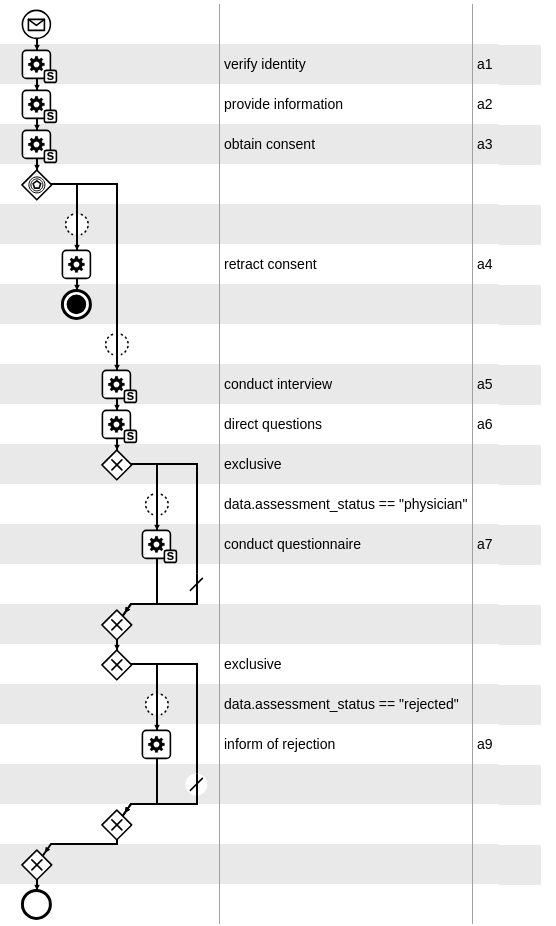 verify identity a1
S
provide information a2
S
obtain consent a3
S
retract consent a4
conduct interview a5
S
direct questions a6
S
exclusive
data.assessment_status == "physician"
conduct questionnaire a7
S
exclusive
data.assessment_status == "rejected"
inform of rejection a9